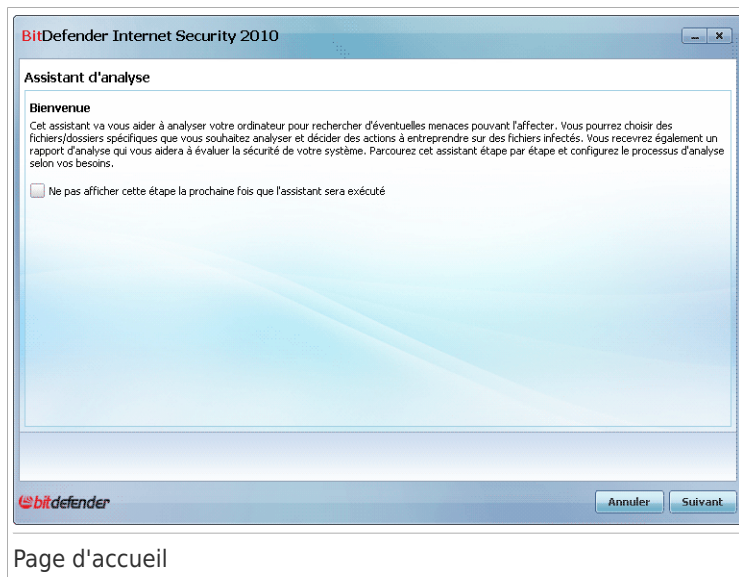 BitDefender Internet Security 2010
Assistant d'analyse
Bienvenue
Cet assistant va vous aider à analyser votre ordinateur pour rechercher d'éventuelles menaces pouvant l'affecter. Vous pourrez choisir des
fichiers/dossiers spécifiques que vous souhaitez analyser et décider des actions à entreprendre sur des fichiers infectés. Vous recevrez également un
rapport d'analyse qui vous aidera à évaluer la sécurité de votre système. Parcourez cet assistant étape par étape et configurez le processus d'analyse
selon vos besoins.
Ne pas afficher cette étape la prochaine fois que l'assistant sera exécuté
bitdefender
Annuler Suivant
Page d'accueil